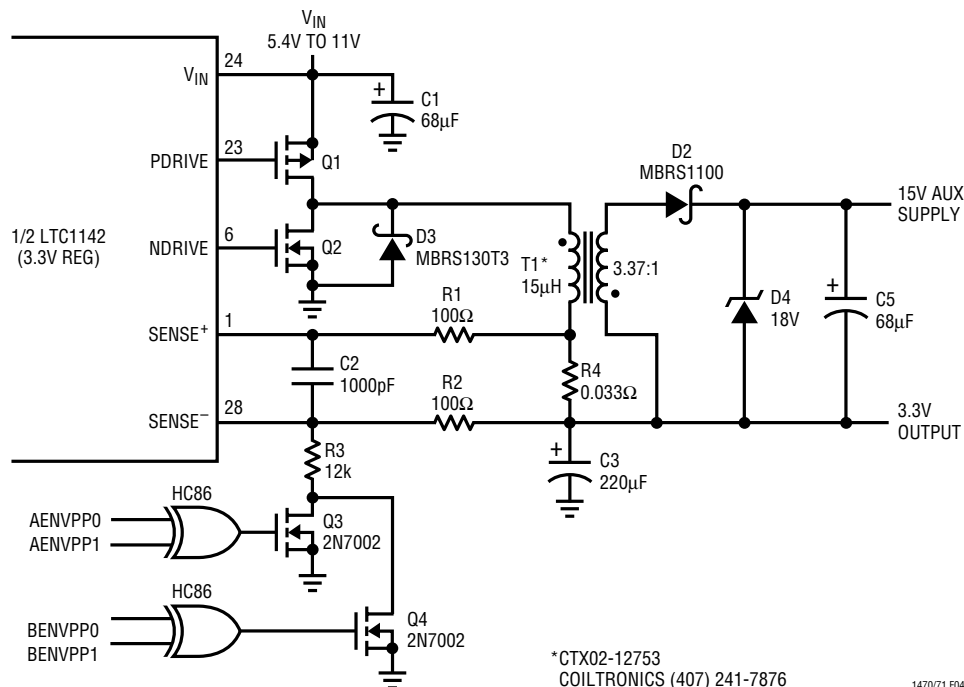 VIN
5.4V TO 11V
VIN
24
+
C1
68µF
PDRIVE
23
Q1
D2
MBRS1100
15V AUX
SUPPLY
1/2 LTC1142
(3.3V REG)
NDRIVE
6
Q2
D3
MBRS130T3
T1*
15µH
3.37:1
D4
18V
+
C5
68µF
SENSE+
1
R1
100Ω
C2
1000pF
R4
0.033Ω
R2
100Ω
SENSE–
28
3.3V
OUTPUT
R3
12k
+
C3
220µF
HC86
AENVPP0
AENVPP1
Q3
2N7002
HC86
BENVPP0
BENVPP1
Q4
2N7002
*CTX02-12753
COILTRONICS (407) 241-7876
1470/71 F04